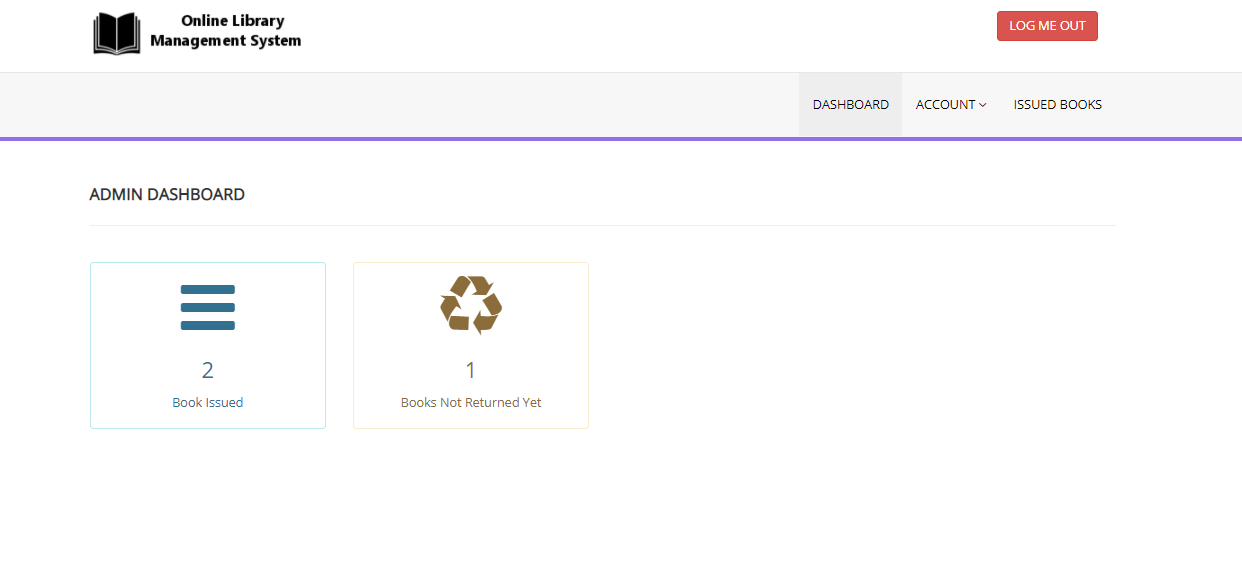 Online Library
Management System
LOG ME OUT
DASHBOARD
ACCOUNT
ISSUED BOOKS
ADMIN DASHBOARD
2
Book Issued
1
Books Not Returned Yet